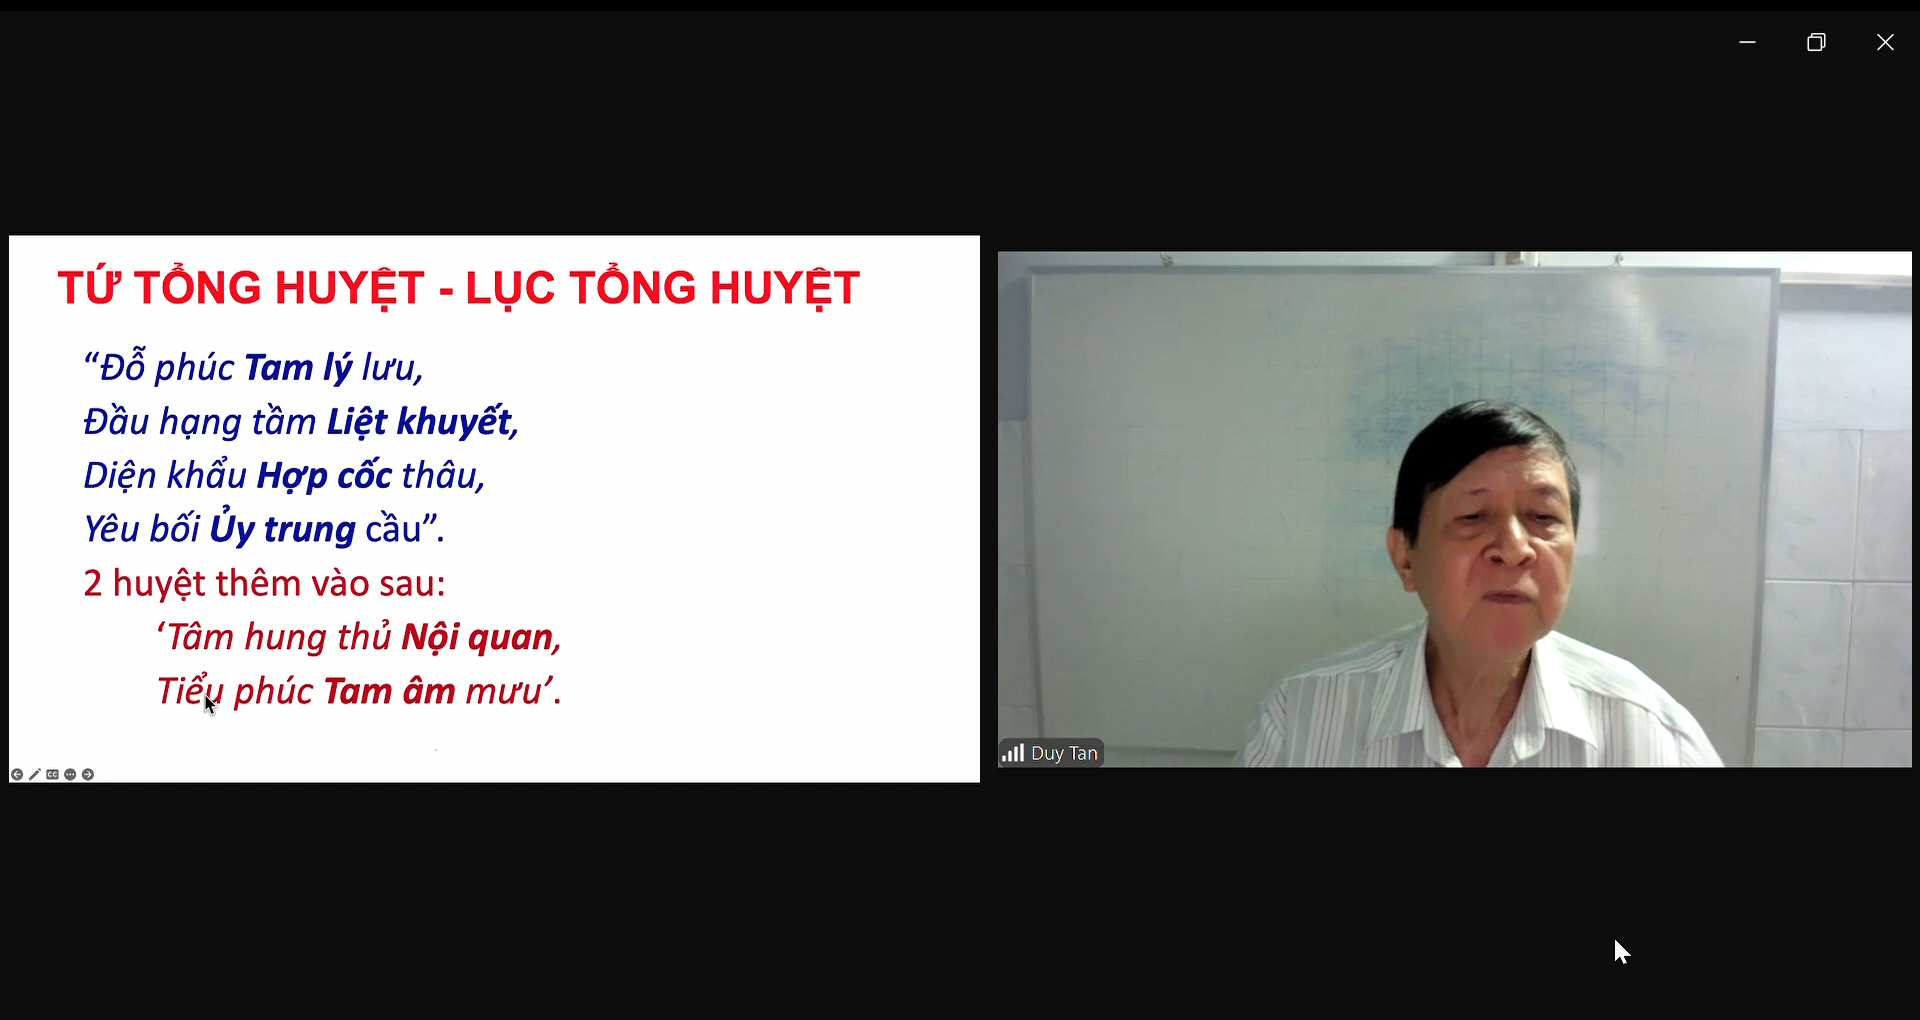 TỨ TỔNG HUYỆT - LỤC TỔNG HUYỆT
“Đỗ phúc Tam lý lưu,
Đầu hạng tầm Liệt khuyết,
Diện khẩu Hợp cốc thâu,
Yêu bối Ủy trung cầu”.
2 huyệt thêm vào sau:
‘Tâm hung thủ Nội quan,
Tiểu phúc Tam âm mưu’.
Duy Tan